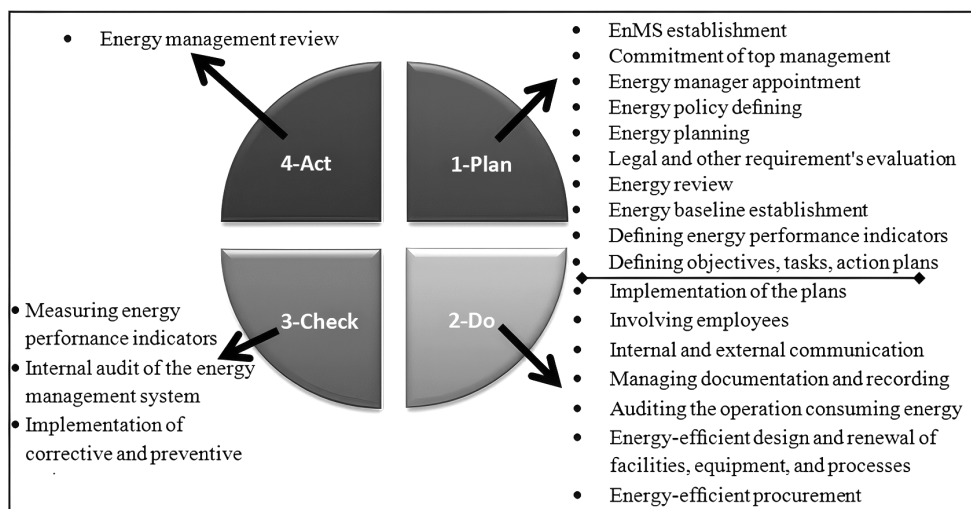 • Energy management review
4-Act
1-Plan
• EnMS establishment
• Commitment of top management
• Energy manager appointment
• Energy policy defining
• Energy planning
• Legal and other requirement's evaluation
• Energy review
• Energy baseline establishment
• Defining energy performance indicators
• Defining objectives, tasks, action plans
3-Check
2-Do
• Implementation of the plans
• Involving employees
• Internal and external communication
• Managing documentation and recording
• Auditing the operation consuming energy
• Energy-efficient design and renewal of
facilities, equipment, and processes
• Energy-efficient procurement
• Measuring energy
perfornance indicators
• Internal audit of the energy
management system
• Implementation of
corrective and preventive